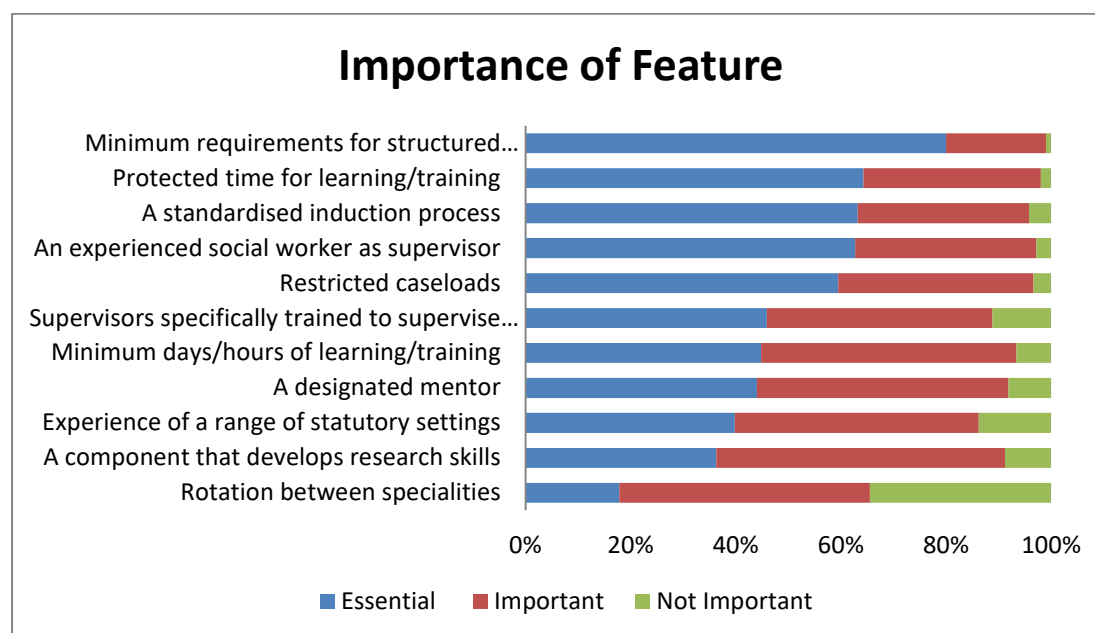 Importance of Feature
Minimum requirements for structured…
Protected time for learning/training
A standardised induction process
An experienced social worker as supervisor
Restricted caseloads
Supervisors specifically trained to supervise…
Minimum days/hours of learning/training
A designated mentor
Experience of a range of statutory settings
A component that develops research skills
Rotation between specialities
0% 20% 40% 60% 80% 100%
Essential Important Not Important